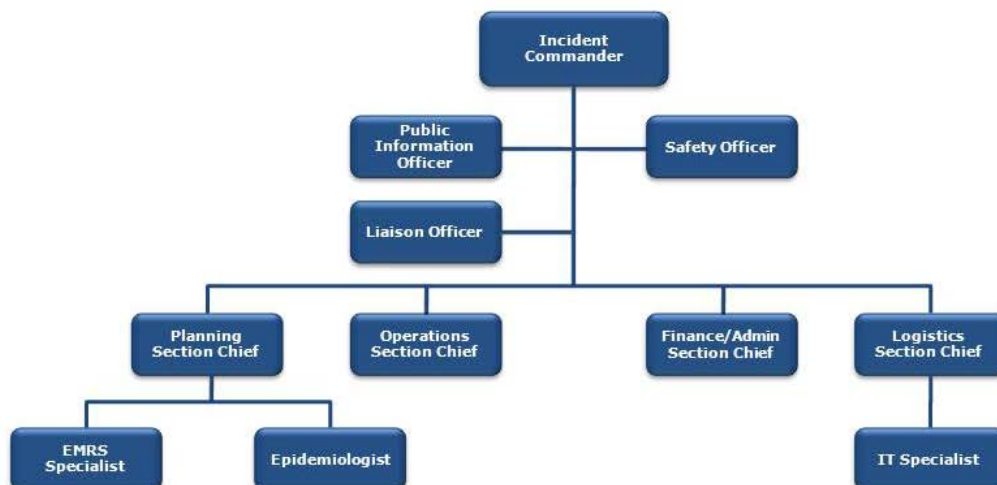 Incident
Commander
Public
Information
Officer
Safety Officer
Liaison Officer
Planning
Section Chief
Operations
Section Chief
Finance/Admin
Section Chief
Logistics
Section Chief
EMRS
Specialist
Epidemiologist
IT Specialist